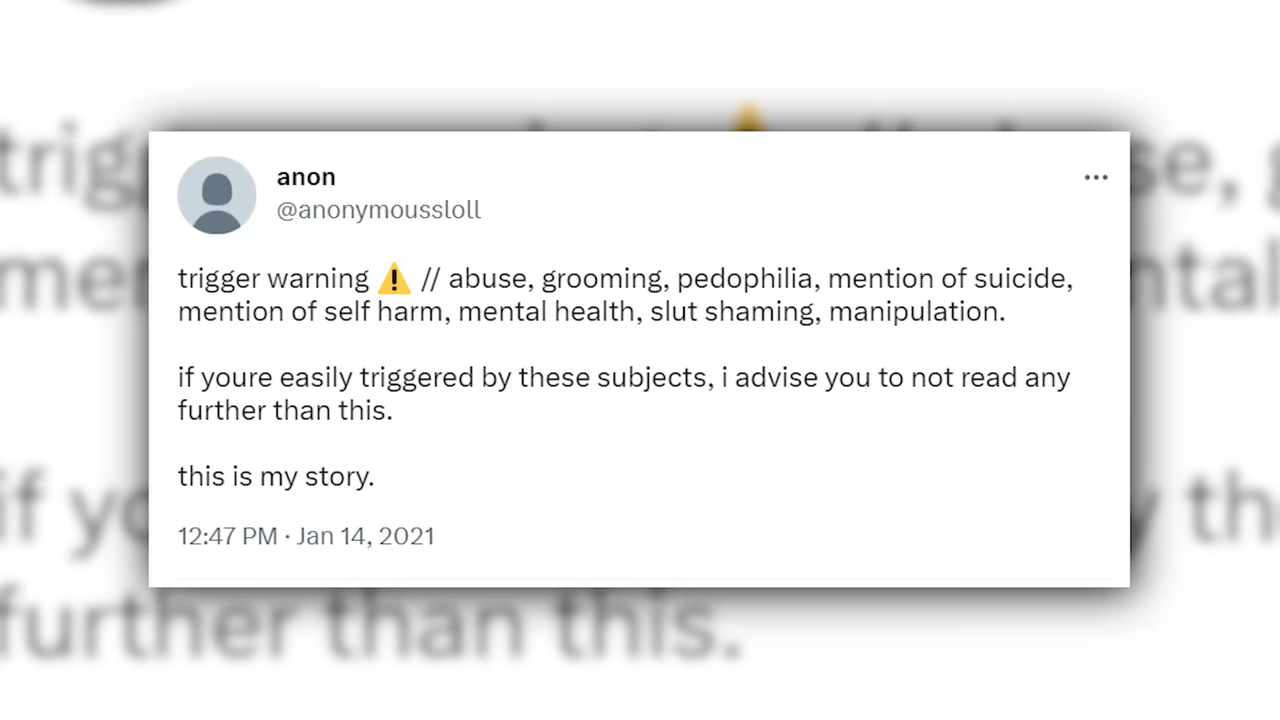 anon
@anonymoussloll
trigger warning ⚠️ // abuse, grooming, pedophilia, mention of suicide,
mention of self harm, mental health, slut shaming, manipulation.
if youre easily triggered by these subjects, i advise you to not read any
further than this.
this is my story.
12:47 PM · Jan 14, 2021